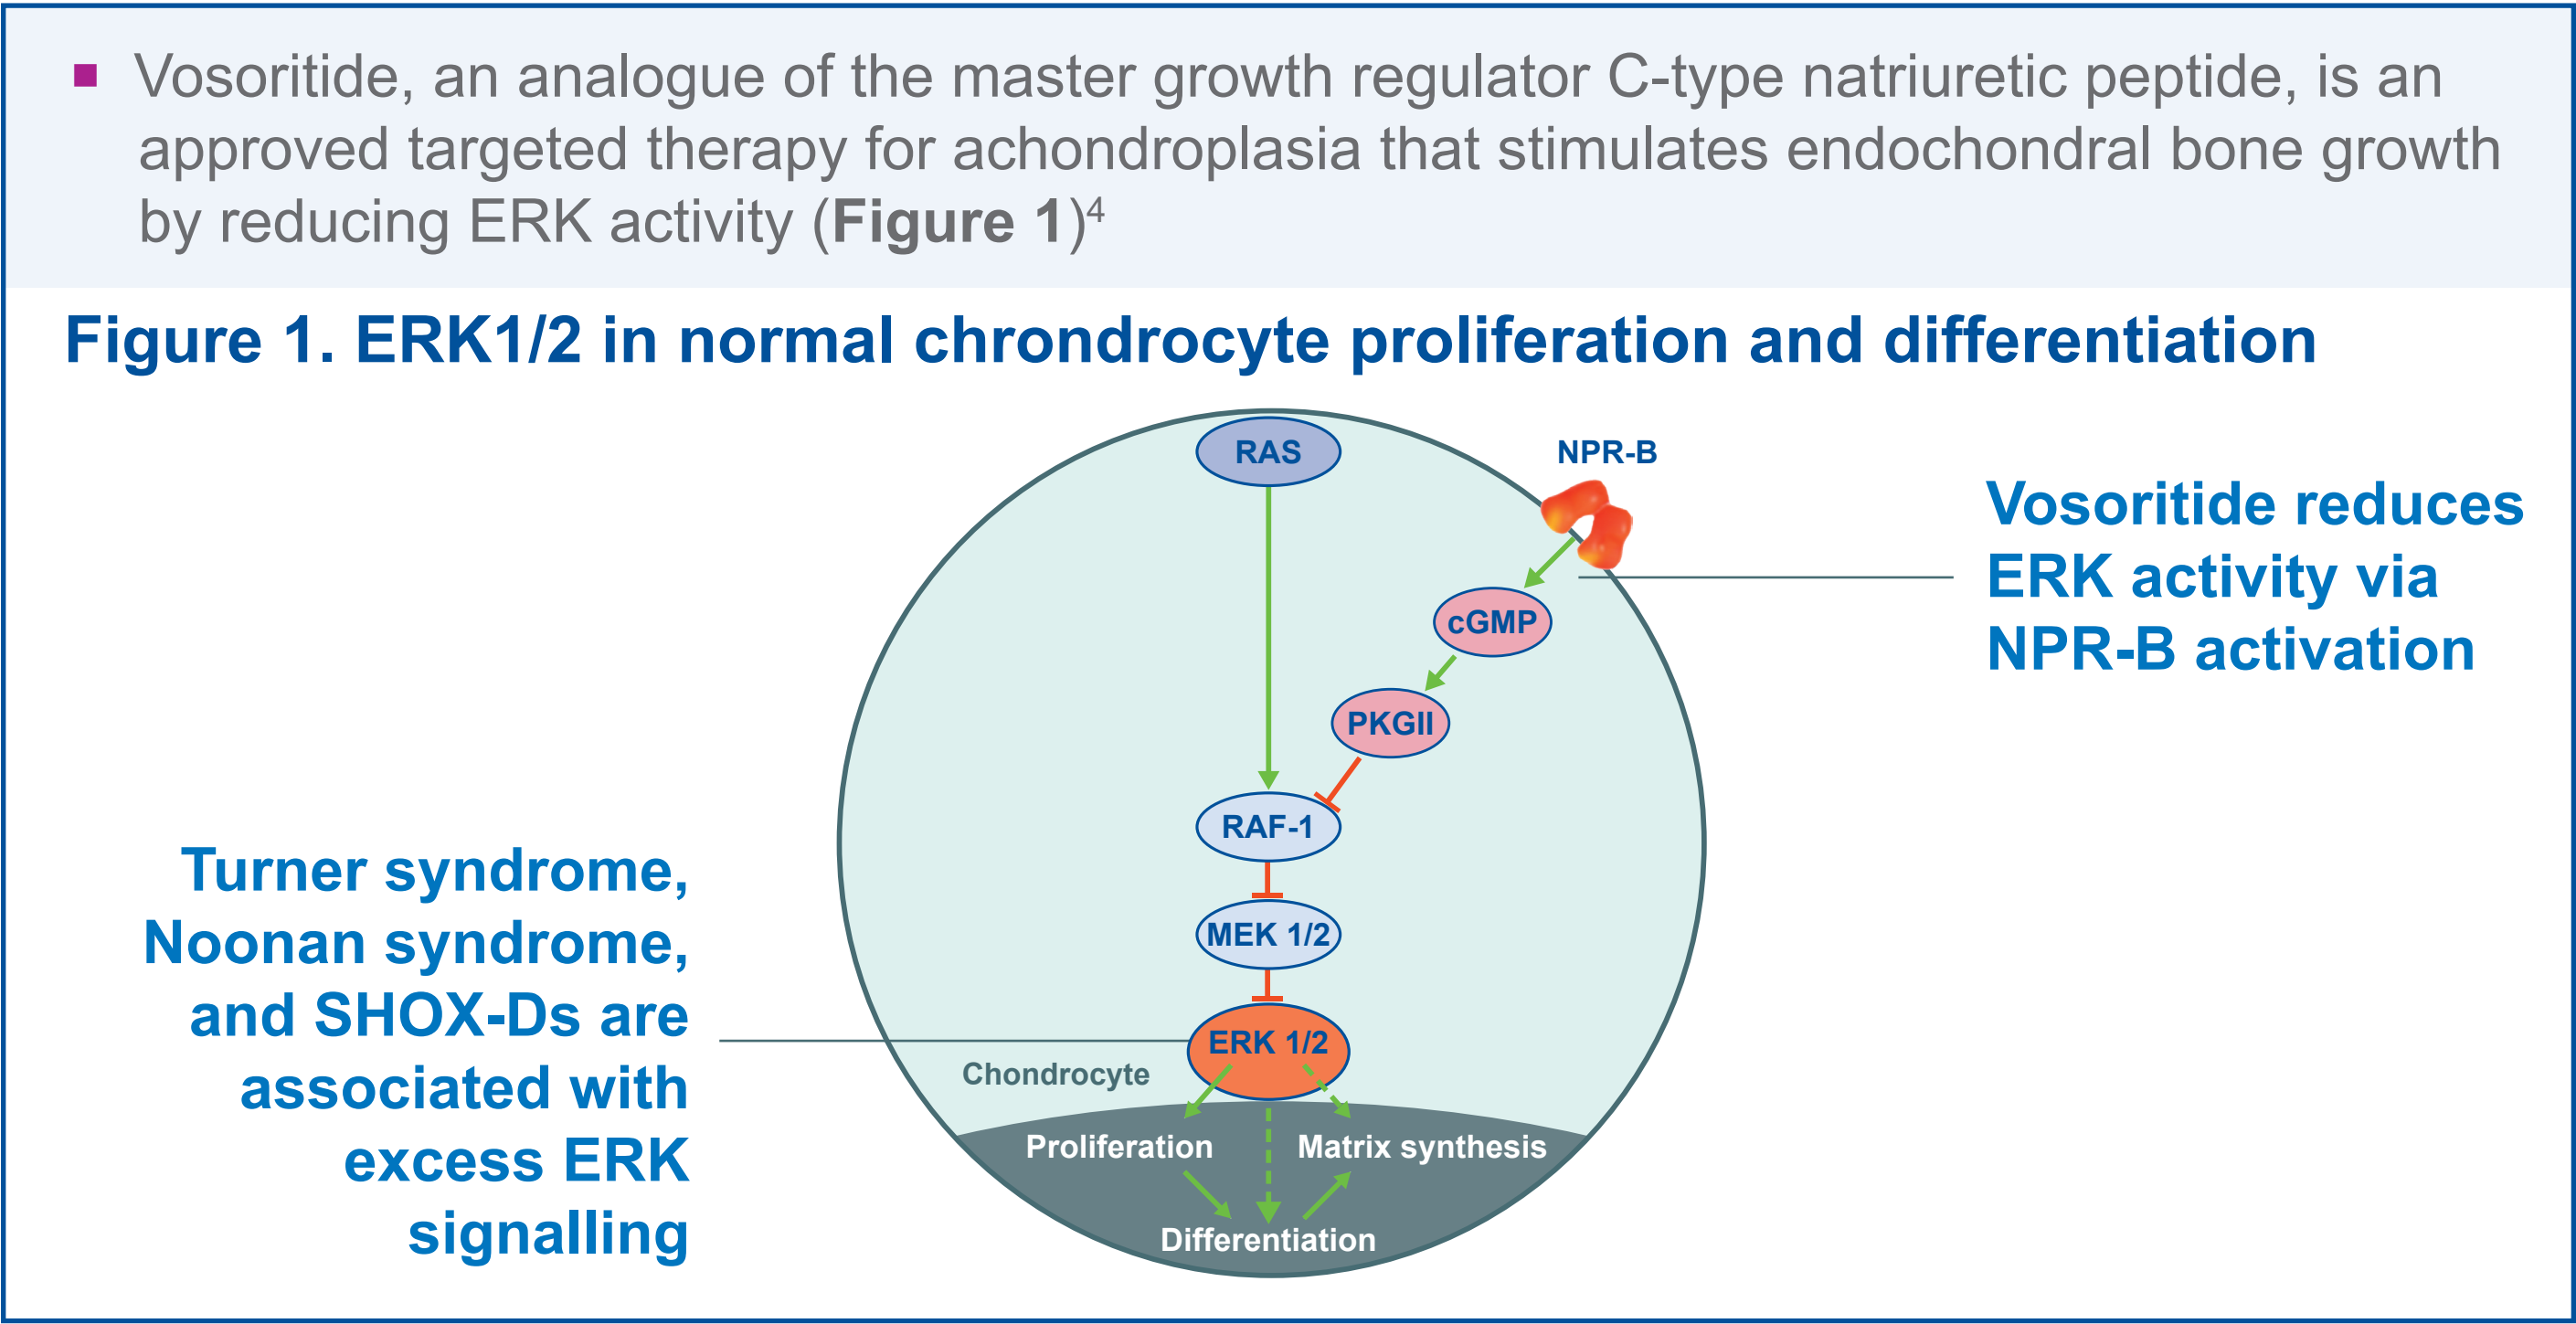 ▪ Vosoritide, an analogue of the master growth regulator C-type natriuretic peptide, is an
approved targeted therapy for achondroplasia that stimulates endochondral bone growth
by reducing ERK activity (Figure 1)⁴
Figure 1. ERK1/2 in normal chrondrocyte proliferation and differentiation
RAS
NPR-B
Vosoritide reduces
ERK activity via
NPR-B activation
cGMP
PKGII
RAF-1
MEK 1/2
ERK 1/2
Turner syndrome,
Noonan syndrome,
and SHOX-Ds are
associated with
excess ERK
signalling
Chondrocyte
Proliferation
Matrix synthesis
Differentiation